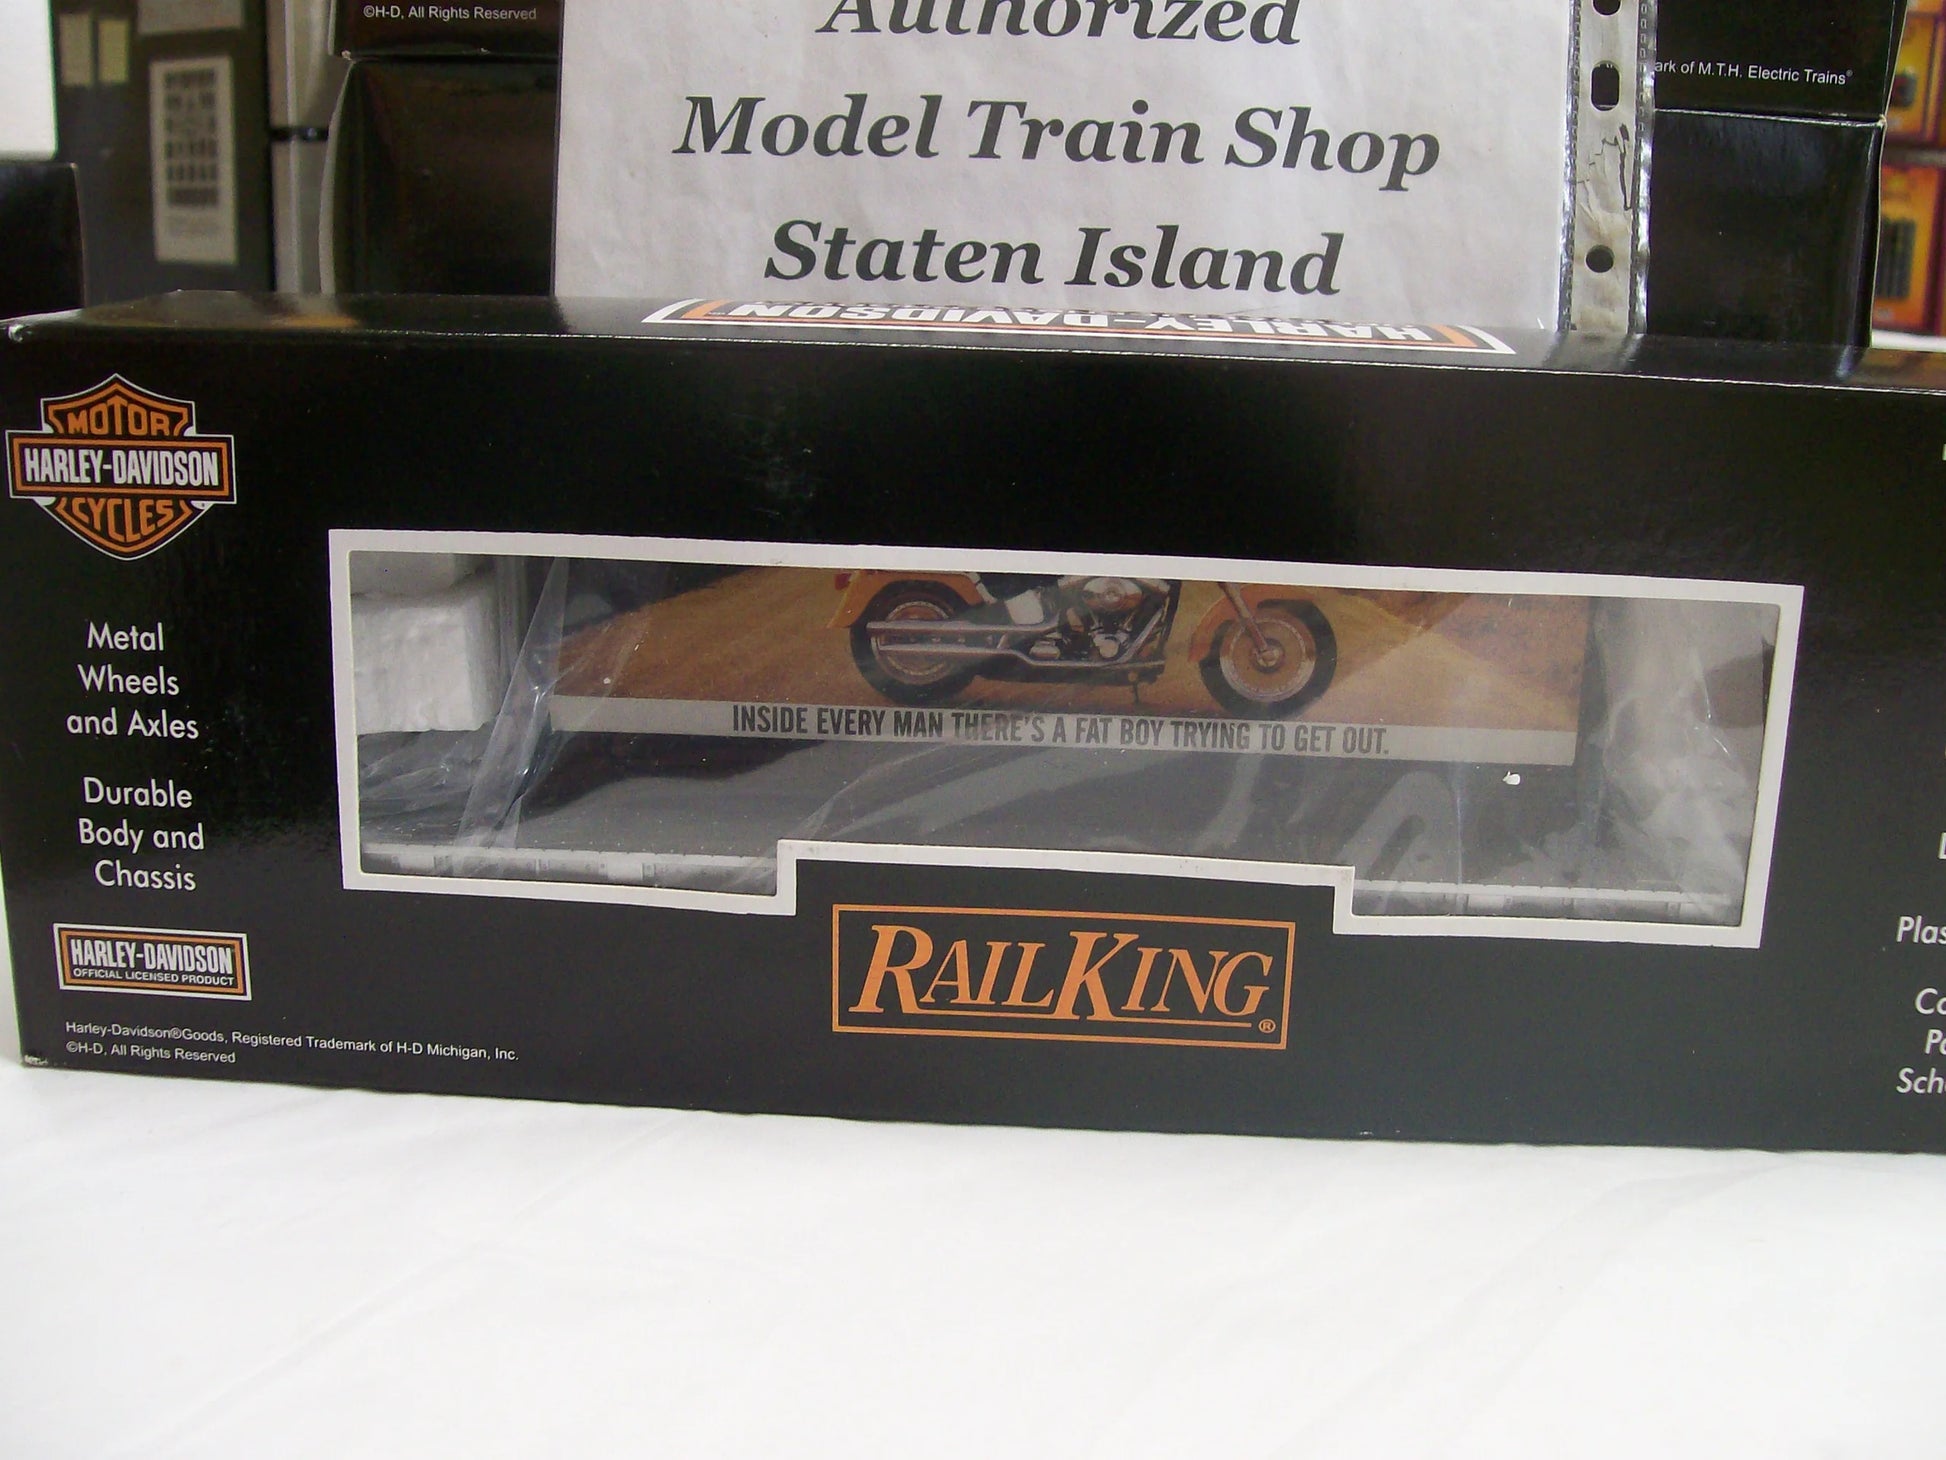 ©H-D, All Rights Reserved
Authorized
Model Train Shop
Staten Island
ark of M.T.H. Electric Trains®
HARLEY-DAVIDSON
MOTOR
HARLEY-DAVIDSON
CYCLES
Metal
Wheels
and Axles
Durable
Body and
Chassis
INSIDE EVERY MAN THERE'S A FAT BOY TRYING TO GET OUT.
RAILKING®
HARLEY-DAVIDSON
OFFICIAL LICENSED PRODUCT
Harley-Davidson®Goods, Registered Trademark of H-D Michigan, Inc.
©H-D, All Rights Reserved
Plas
Sch